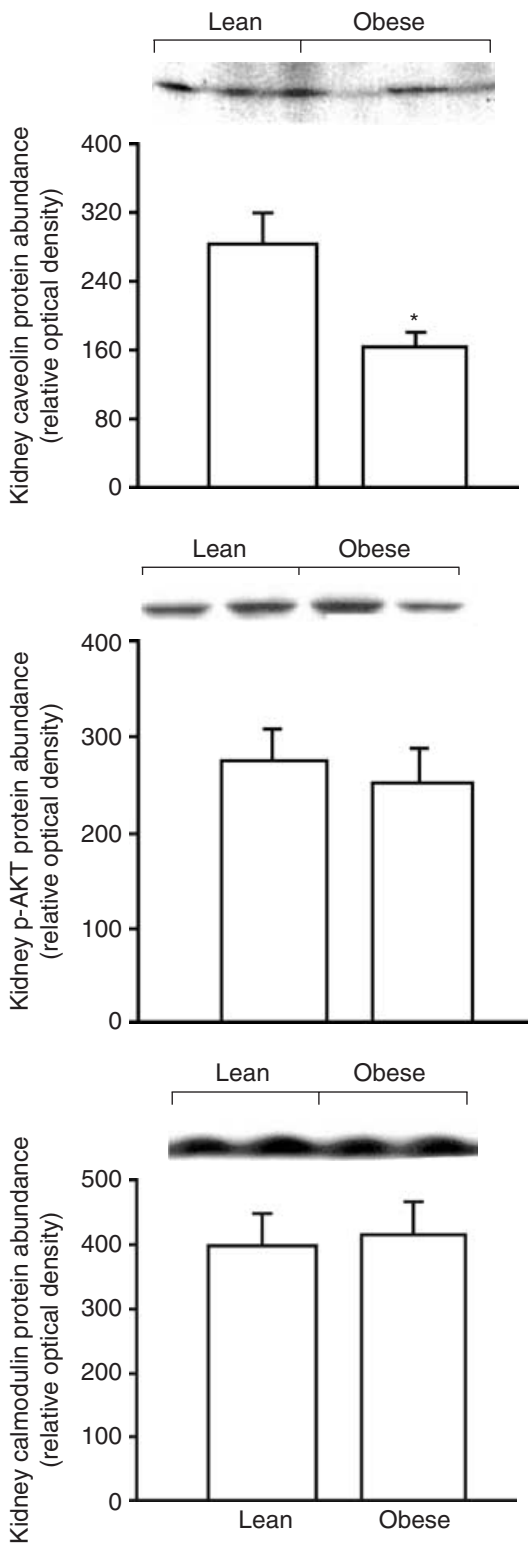 Lean Obese
Kidney caveolin protein abundance
(relative optical density)
400
320
240
160
80
0
*
Lean Obese
Kidney p-AKT protein abundance
(relative optical density)
400
300
200
100
0
Lean Obese
Kidney calmodulin protein abundance
(relative optical density)
500
400
300
200
100
0
Lean Obese